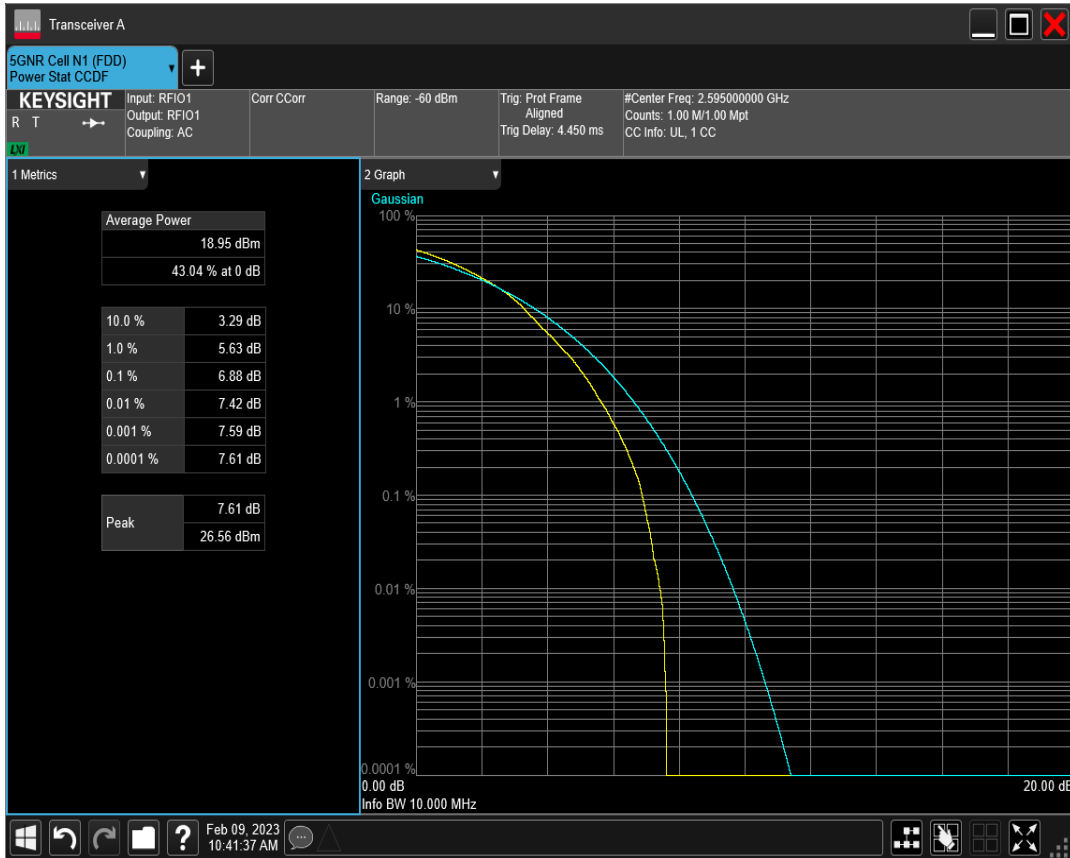 Transceiver A
5GNR Cell N1 (FDD)
Power Stat CCDF
+
KEYSIGHT
R T
LXI
Input: RFIO1
Output: RFIO1
Coupling: AC
Corr CCorr
Range: -60 dBm
Trig: Prot Frame
Aligned
Trig Delay: 4.450 ms
#Center Freq: 2.595000000 GHz
Counts: 1.00 M/1.00 Mpt
CC Info: UL, 1 CC
1 Metrics
Average Power
18.95 dBm
43.04 % at 0 dB
10.0 % 3.29 dB
1.0 % 5.63 dB
0.1 % 6.88 dB
0.01 % 7.42 dB
0.001 % 7.59 dB
0.0001 % 7.61 dB
Peak
7.61 dB
26.56 dBm
2 Graph
Gaussian
100 %
10 %
1 %
0.1 %
0.01 %
0.001 %
0.0001 %
0.00 dB
20.00 dB
Info BW 10.000 MHz
?
Feb 09, 2023
10:41:37 AM